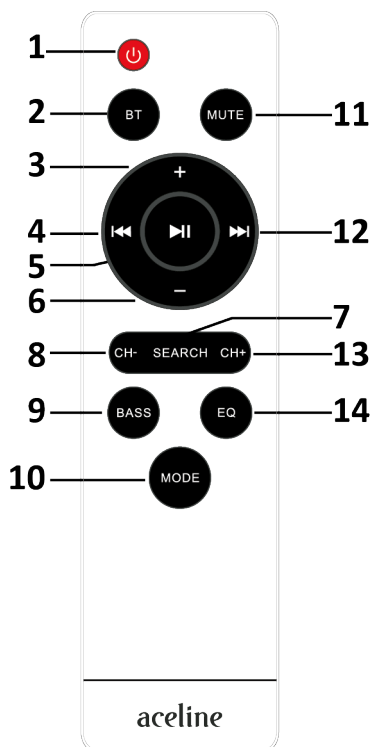 1
2 BT MUTE 11
3 +
4 12
5
6 −
7
8 CH- SEARCH CH+ 13
9 BASS EQ 14
10 MODE
aceline